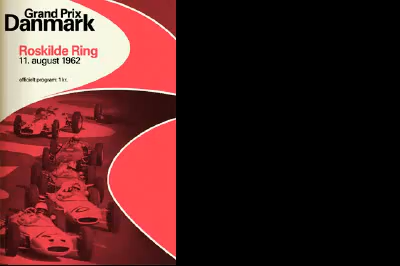 Grand Prix
Danmark
Roskilde Ring
11. august 1962
officielt program: 1 kr.